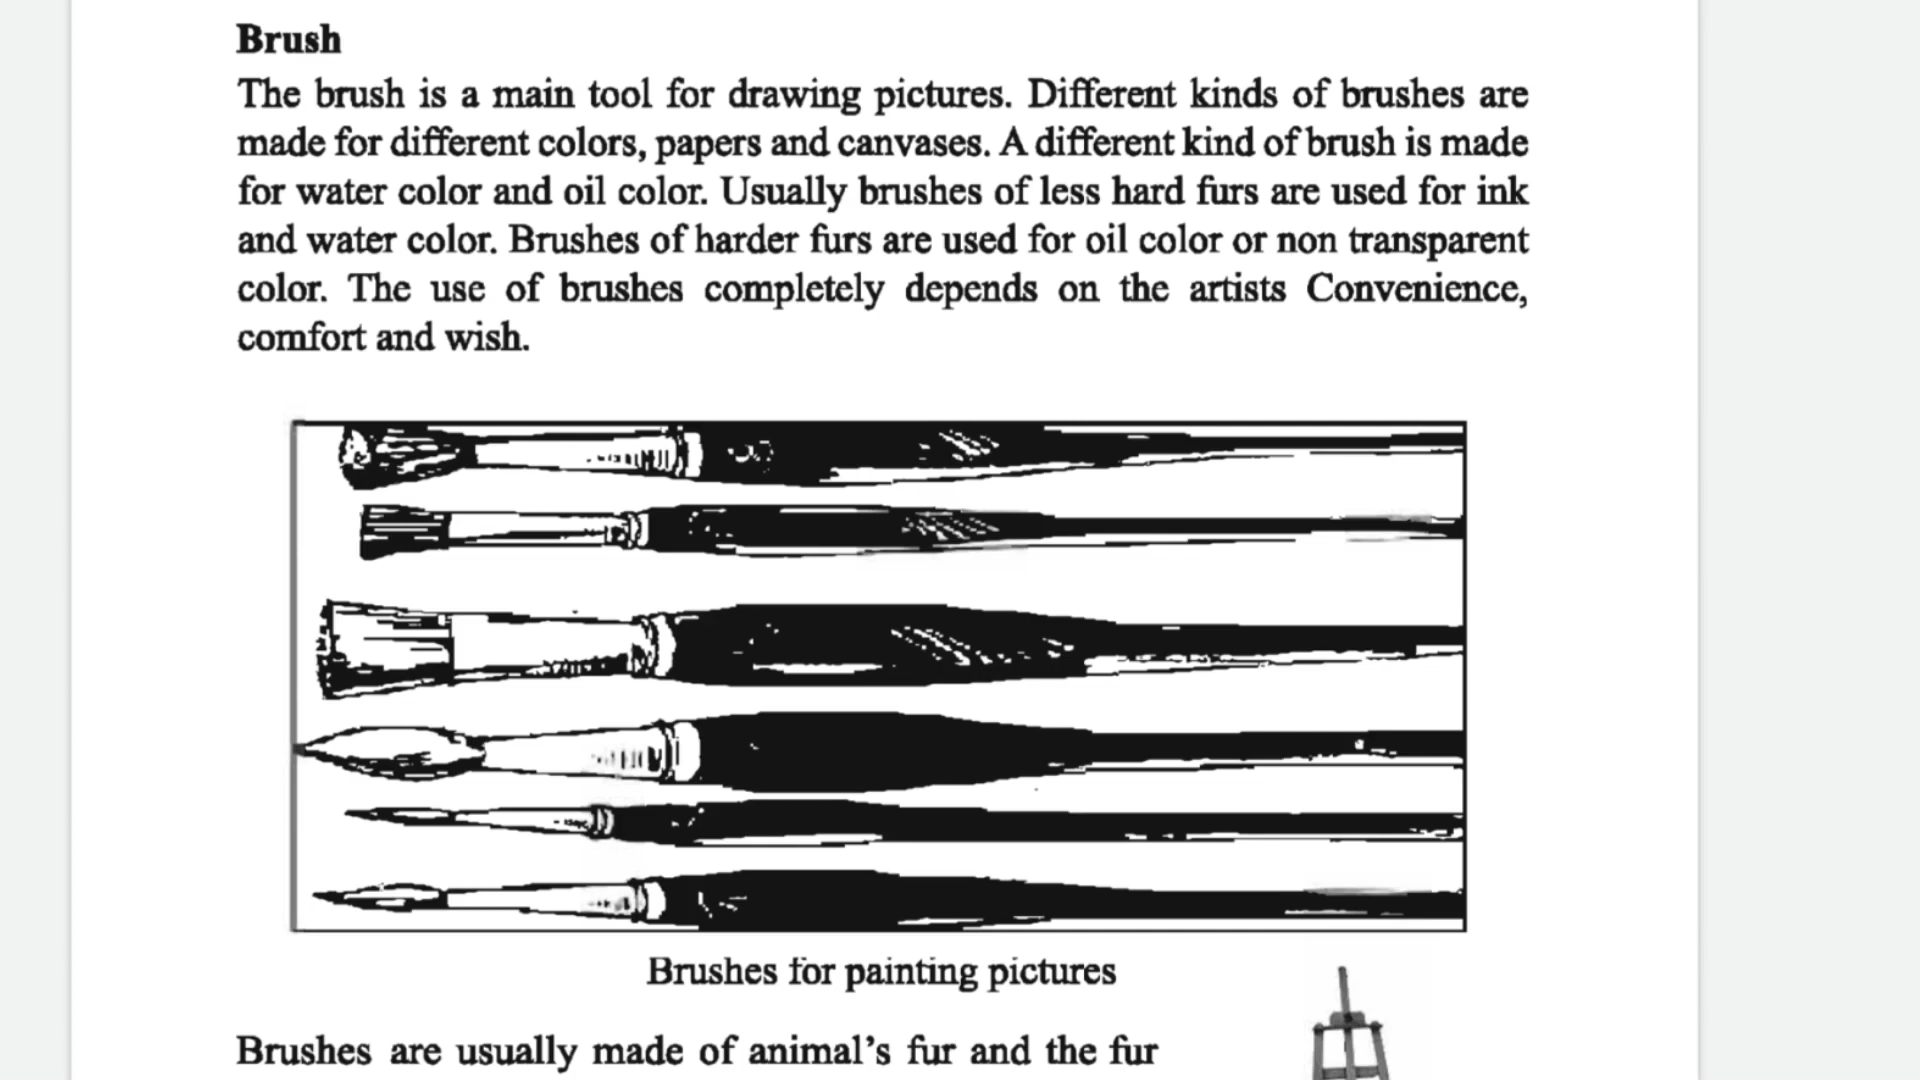 Brush
The brush is a main tool for drawing pictures. Different kinds of brushes are
made for different colors, papers and canvases. A different kind of brush is made
for water color and oil color. Usually brushes of less hard furs are used for ink
and water color. Brushes of harder furs are used for oil color or non transparent
color. The use of brushes completely depends on the artists Convenience,
comfort and wish.
Brushes for painting pictures
Brushes are usually made of animal’s fur and the fur